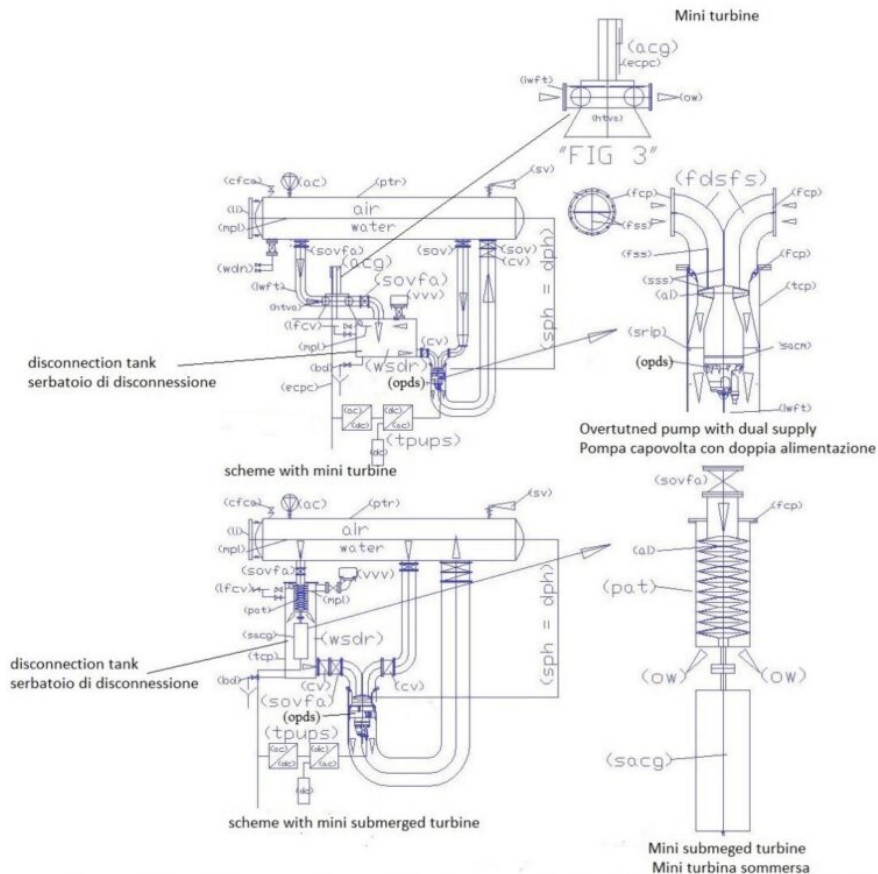 Mini turbine
(acg)
(ecpc)
(lwft)
(ow)
(htva)
"FIG 3"
(cfca)
(ac)
(ptr)
(sv)
(li)
(mpl)
air
water
(wdn)
(sovfa)
(sov)
(sov)
(cv)
(acg)
(sovfa)
(lwft)
(vvv)
(htva)
(lfcv)
(mpl)
(cv)
(wsdr)
(bd)
(opds)
(ecpc)
(ac)
(dc)
(dc)
(ac)
(dc)
(tpups)
(sph = dph)
disconnection tank
serbatoio di disconnessione
scheme with mini turbine
(fcp)
(fdsfs)
(fcp)
(fss)
(fss)
(fcp)
(sss)
(al)
(tcp)
(srip)
(sacm)
(opds)
(lwft)
Overtutned pump with dual supply
Pompa capovolta con doppia alimentazione
(cfca)
(ac)
(ptr)
(sv)
(li)
(mpl)
air
water
(sovfa)
(vvv)
(lfcv)
(mpl)
(pat)
(sacg)
(wsdr)
(tcp)
(bd)
(cv)
(cv)
(sovfa)
(opds)
(tpups)
(ac)
(dc)
(dc)
(ac)
(dc)
(sph = dph)
disconnection tank
serbatoio di disconnessione
scheme with mini submerged turbine
(sovfa)
(fcp)
(al)
(pat)
(ow)
(ow)
(sacg)
Mini submeged turbine
Mini turbina sommersa